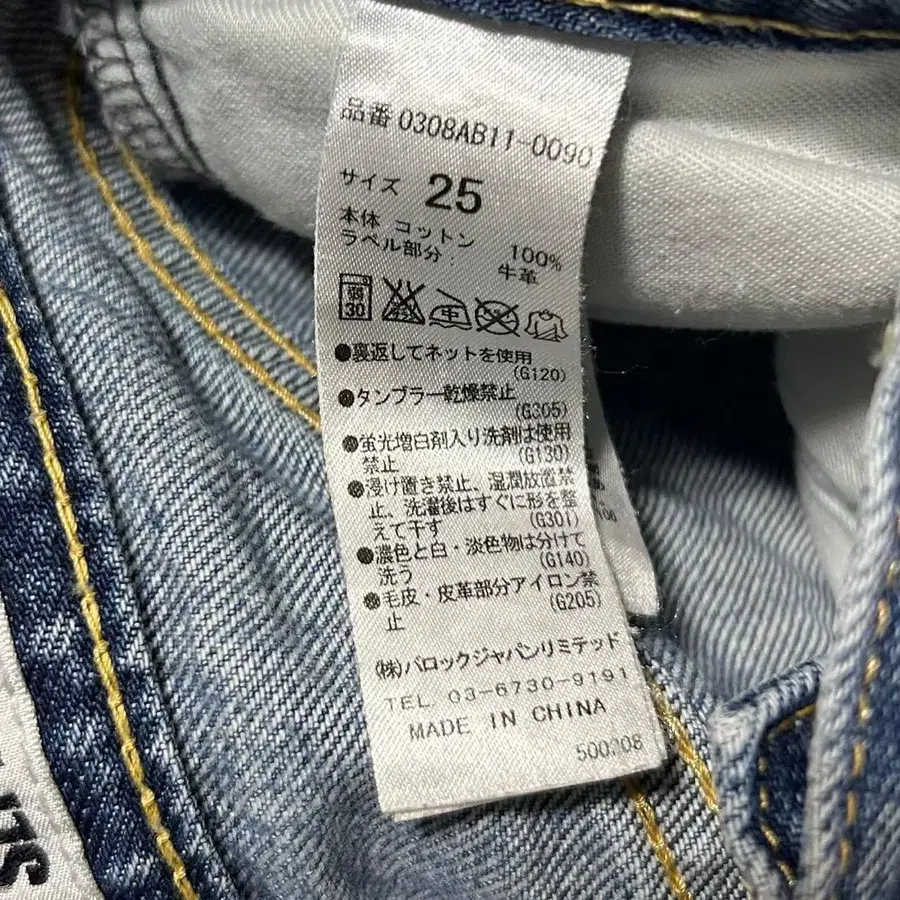 品番 0308AB11-0090
サイズ 25
本体 コットン 100%
ラベル部分: 牛革
弱
30
●裏返してネットを使用
(G120)
●タンブラー乾燥禁止
(G305)
●蛍光増白剤入り洗剤は使用
禁止 (G130)
●浸け置き禁止、湿潤放置禁
止、洗濯後はすぐに形を整
えて干す (G301)
●濃色と白・淡色物は分けて
洗う (G140)
●毛皮・皮革部分アイロン禁
止 (G205)
(株)バロックジャパンリミテッド
TEL. 03-6730-9191
MADE IN CHINA
500208